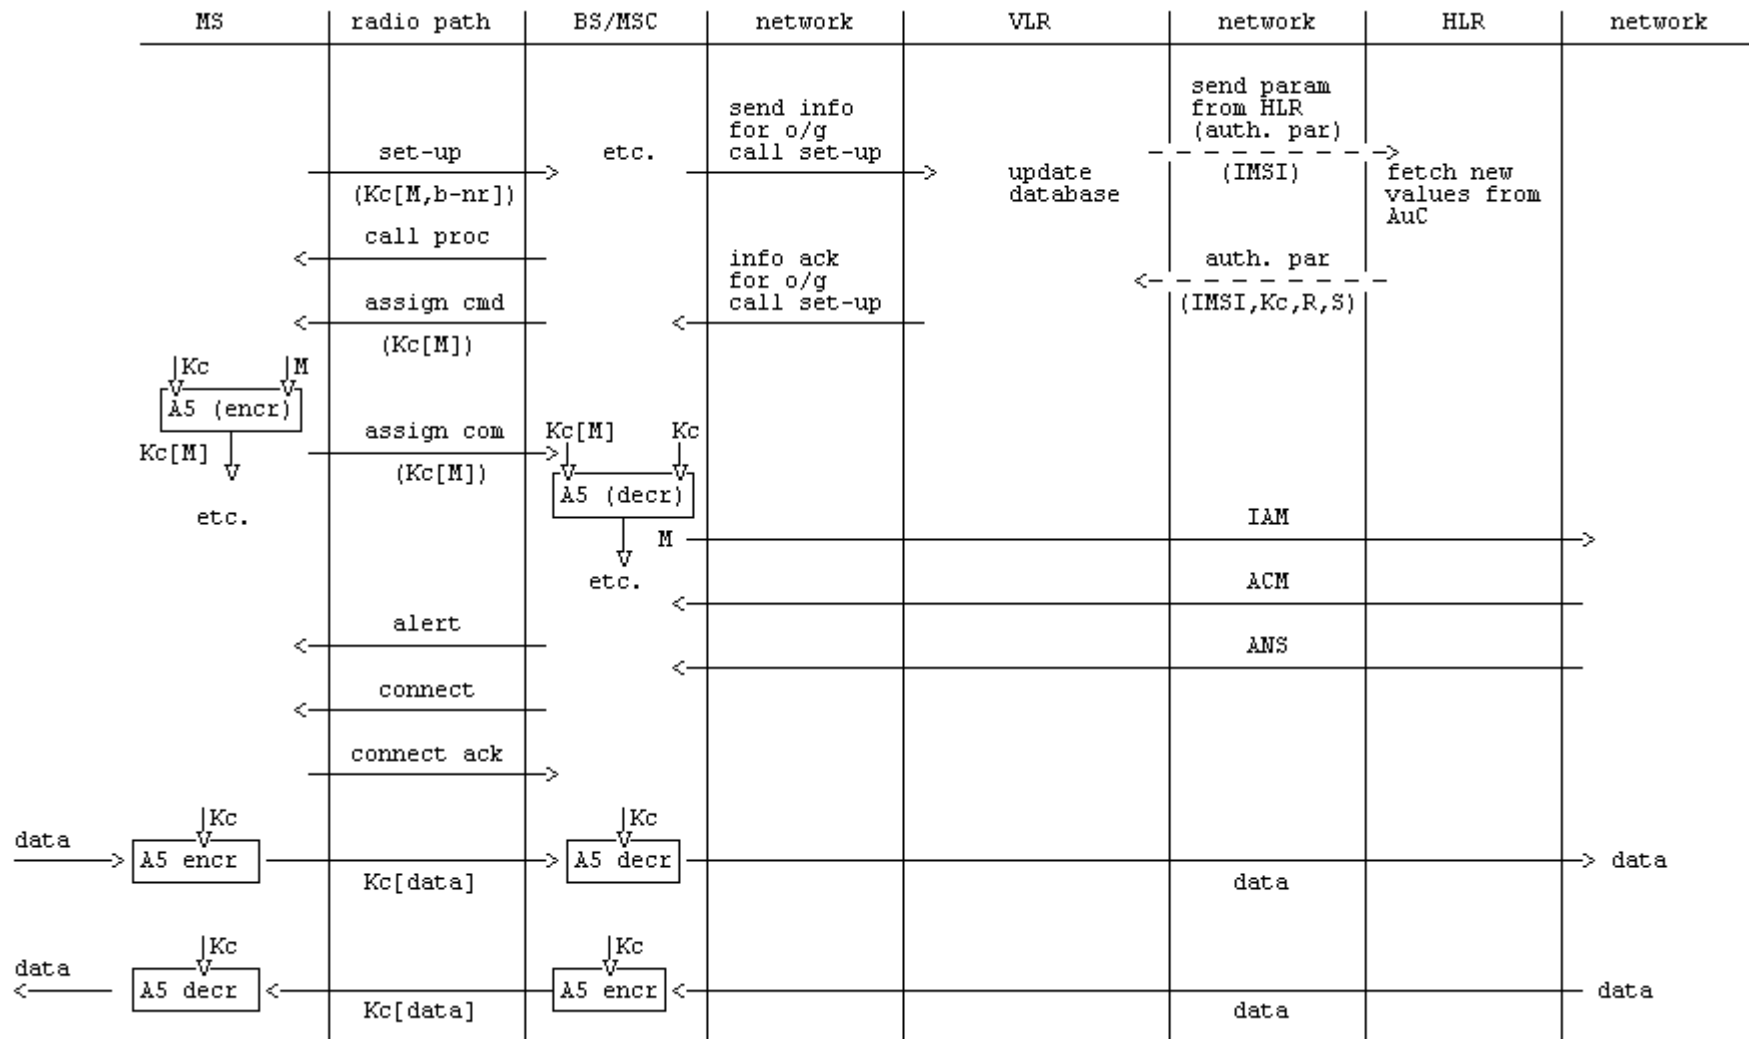 MS radio path BS/MSC network VLR network HLR network
send param
from HLR
(auth. par)
send info
for o/g
call set-up
set-up etc.
(IMSI)
update
database
fetch new
values from
AuC
(Kc[M,b-nr])
call proc
info ack
for o/g
call set-up
auth. par
(IMSI,Kc,R,S)
assign cmd
(Kc[M])
Kc M
A5 (encr)
Kc[M]
assign com
(Kc[M])
Kc[M] Kc
A5 (decr)
etc.
M
etc.
IAM
ACM
alert
ANS
connect
connect ack
Kc Kc
data A5 encr A5 decr data
Kc[data] data
Kc Kc
data A5 decr A5 encr data
Kc[data] data